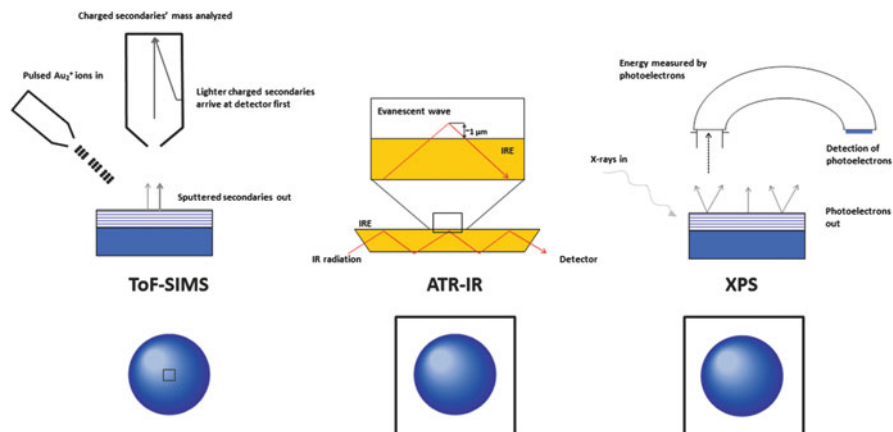 Charged secondaries' mass analyzed
Pulsed Au₂⁺ ions in
Lighter charged secondaries
arrive at detector first
Sputtered secondaries out
ToF-SIMS
Evanescent wave
~1 μm
IRE
IRE
IR radiation
Detector
ATR-IR
Energy measured by
photoelectrons
X-rays in
Detection of
photoelectrons
Photoelectrons
out
XPS